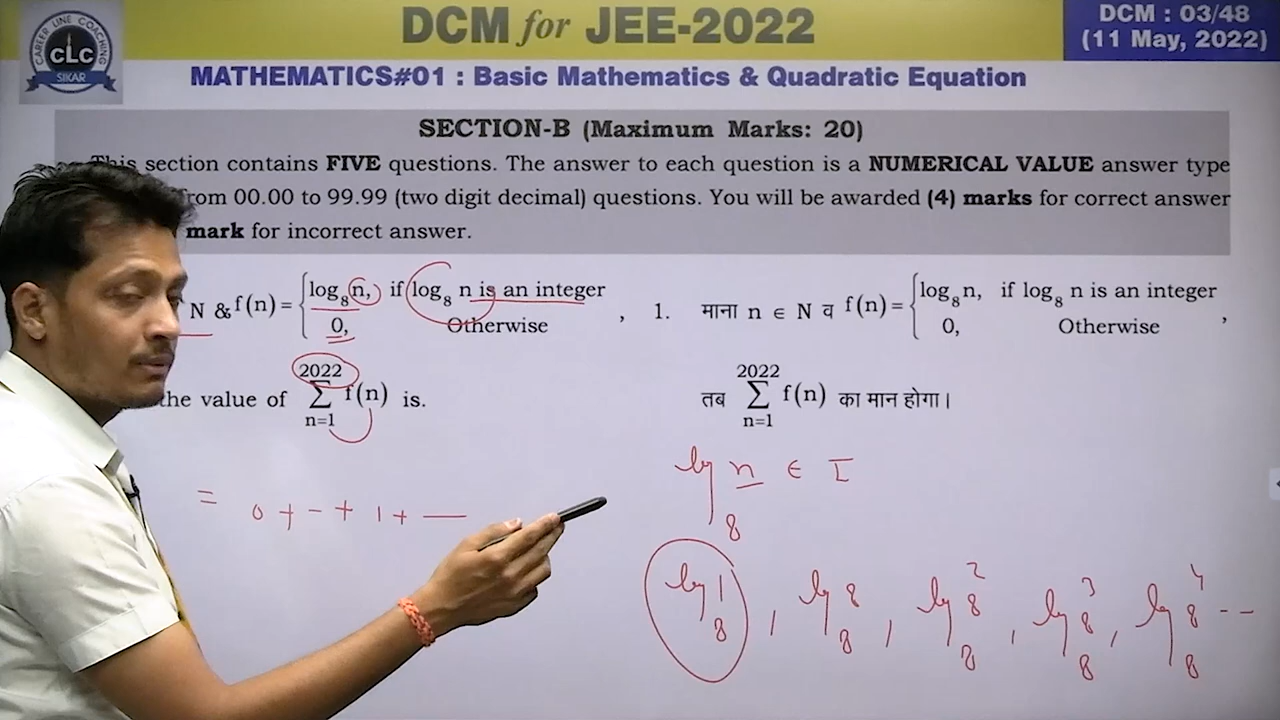 CAREER LINE COACHING
CLC
SIKAR
DCM for JEE-2022
DCM : 03/48
(11 May, 2022)
MATHEMATICS#01 : Basic Mathematics & Quadratic Equation
SECTION-B (Maximum Marks: 20)
This section contains FIVE questions. The answer to each question is a NUMERICAL VALUE answer type
rom 00.00 to 99.99 (two digit decimal) questions. You will be awarded (4) marks for correct answer
mark for incorrect answer.
N & f(n) = { log₈n, if log₈ n is an integer
0, Otherwise ,
the value of
2022
∑ f(n) is.
n=1
1. माना n ∈ N व f(n) = { log₈n, if log₈ n is an integer
0, Otherwise ,
तब
2022
∑ f(n) का मान होगा।
n=1
log₈ n ∈ I
= 0 + - + 1 + —
log₈ 1 , log₈ 8 , log₈ 8² , log₈ 8³ , log₈ 8⁴ - -